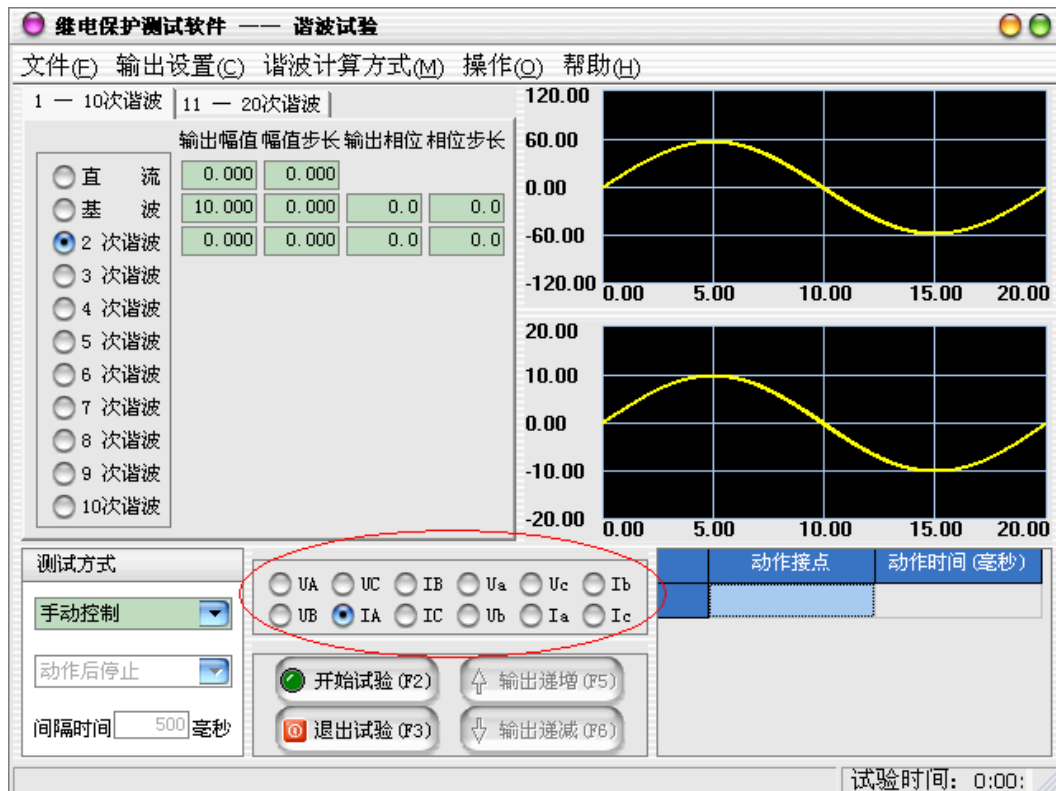 继电保护测试软件 —— 谐波试验
文件(F) 输出设置(C) 谐波计算方式(M) 操作(O) 帮助(H)
1 — 10次谐波 11 — 20次谐波
输出幅值 幅值步长 输出相位 相位步长
直 流 0.000 0.000
基 波 10.000 0.000 0.0 0.0
2 次谐波 0.000 0.000 0.0 0.0
3 次谐波
4 次谐波
5 次谐波
6 次谐波
7 次谐波
8 次谐波
9 次谐波
10次谐波
120.00
60.00
0.00
-60.00
-120.00
0.00 5.00 10.00 15.00 20.00
20.00
10.00
0.00
-10.00
-20.00
0.00 5.00 10.00 15.00 20.00
测试方式
手动控制
动作后停止
间隔时间 500 毫秒
UA UC IB Ua Uc Ib
UB IA IC Ub Ia Ic
开始试验(F2) 输出递增(F5)
退出试验(F3) 输出递减(F6)
动作接点 动作时间(毫秒)
试验时间: 0:00: